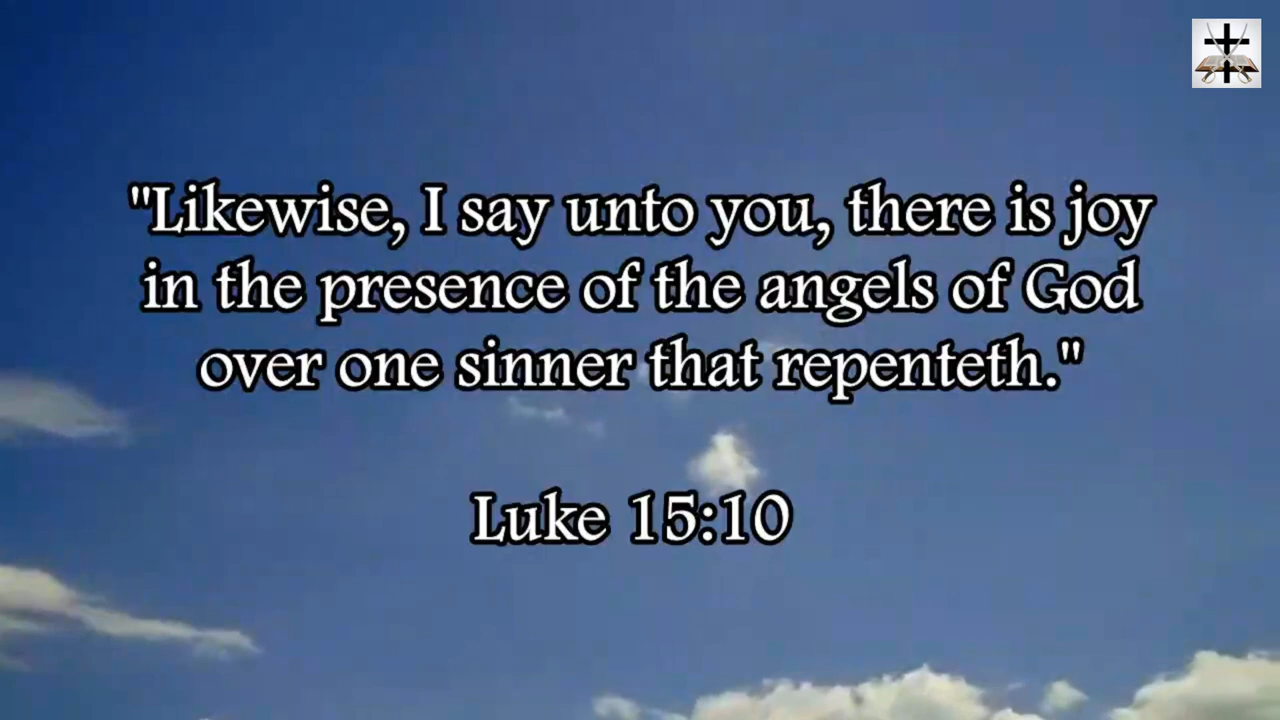 "Likewise, I say unto you, there is joy
in the presence of the angels of God
over one sinner that repenteth."
Luke 15:10